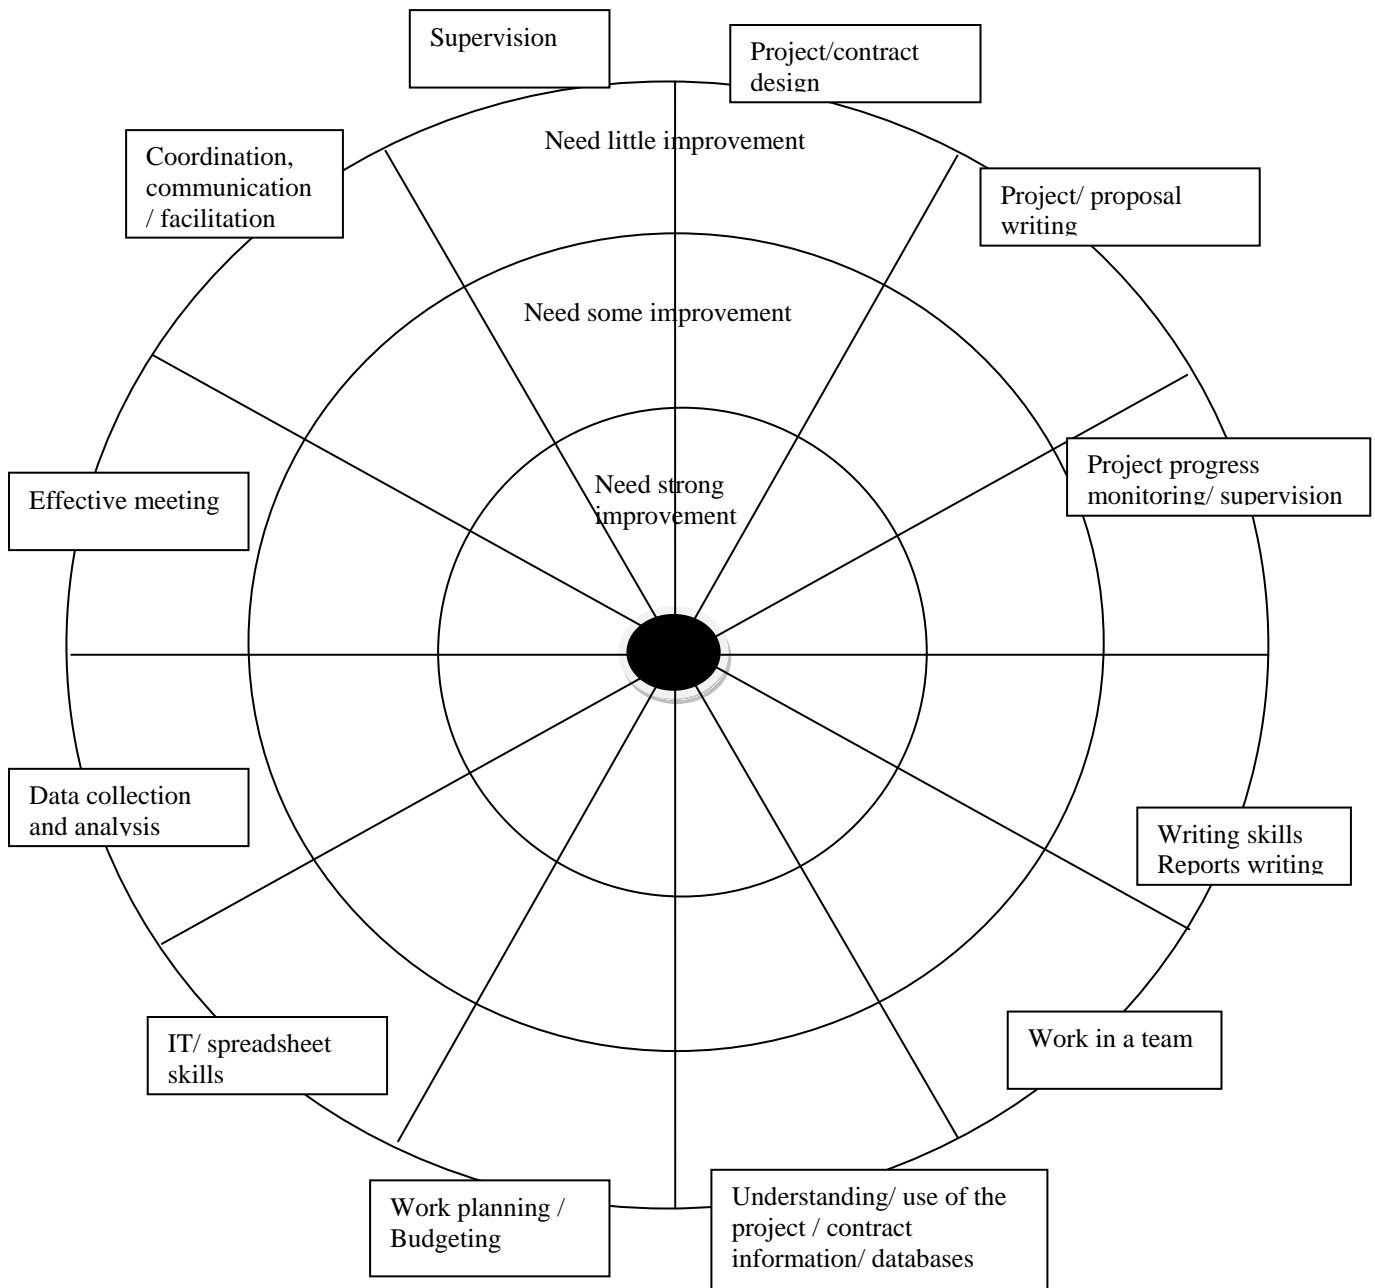 Supervision
Project/contract
design
Need little improvement
Coordination,
communication
/ facilitation
Project/ proposal
writing
Need some improvement
Need strong
improvement
Project progress
monitoring/ supervision
Effective meeting
Data collection
and analysis
Writing skills
Reports writing
IT/ spreadsheet
skills
Work in a team
Work planning /
Budgeting
Understanding/ use of the
project / contract
information/ databases